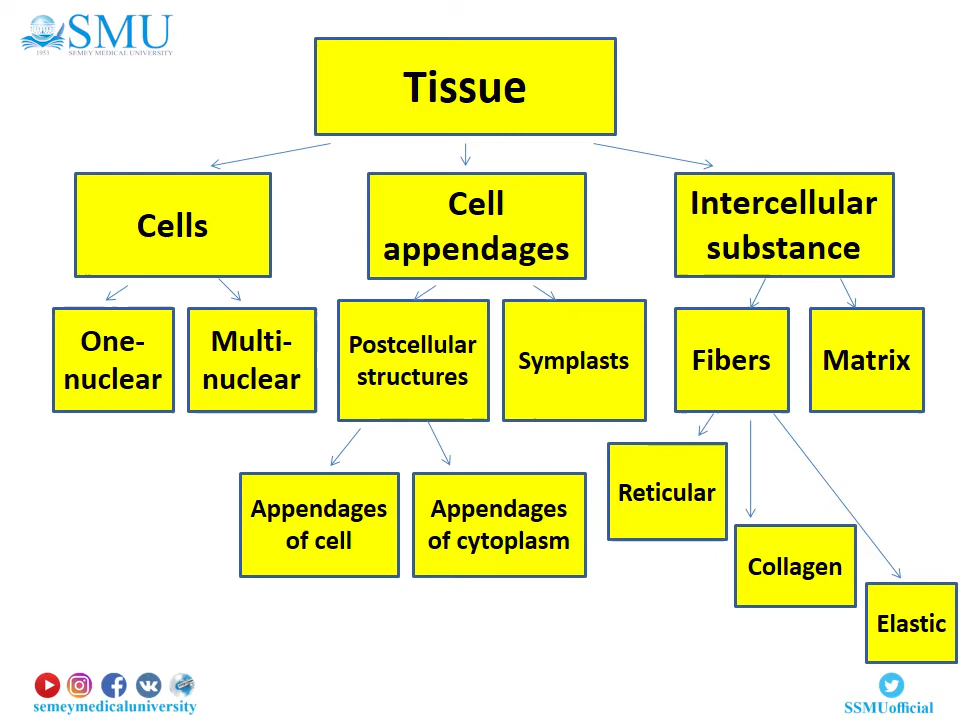 SMU
1953
SEMEY MEDICAL UNIVERSITY
Tissue
Cells
Cell
appendages
Intercellular
substance
One-
nuclear
Multi-
nuclear
Postcellular
structures
Symplasts
Fibers
Matrix
Appendages
of cell
Appendages
of cytoplasm
Reticular
Collagen
Elastic
semeymedicaluniversity
SSMUofficial